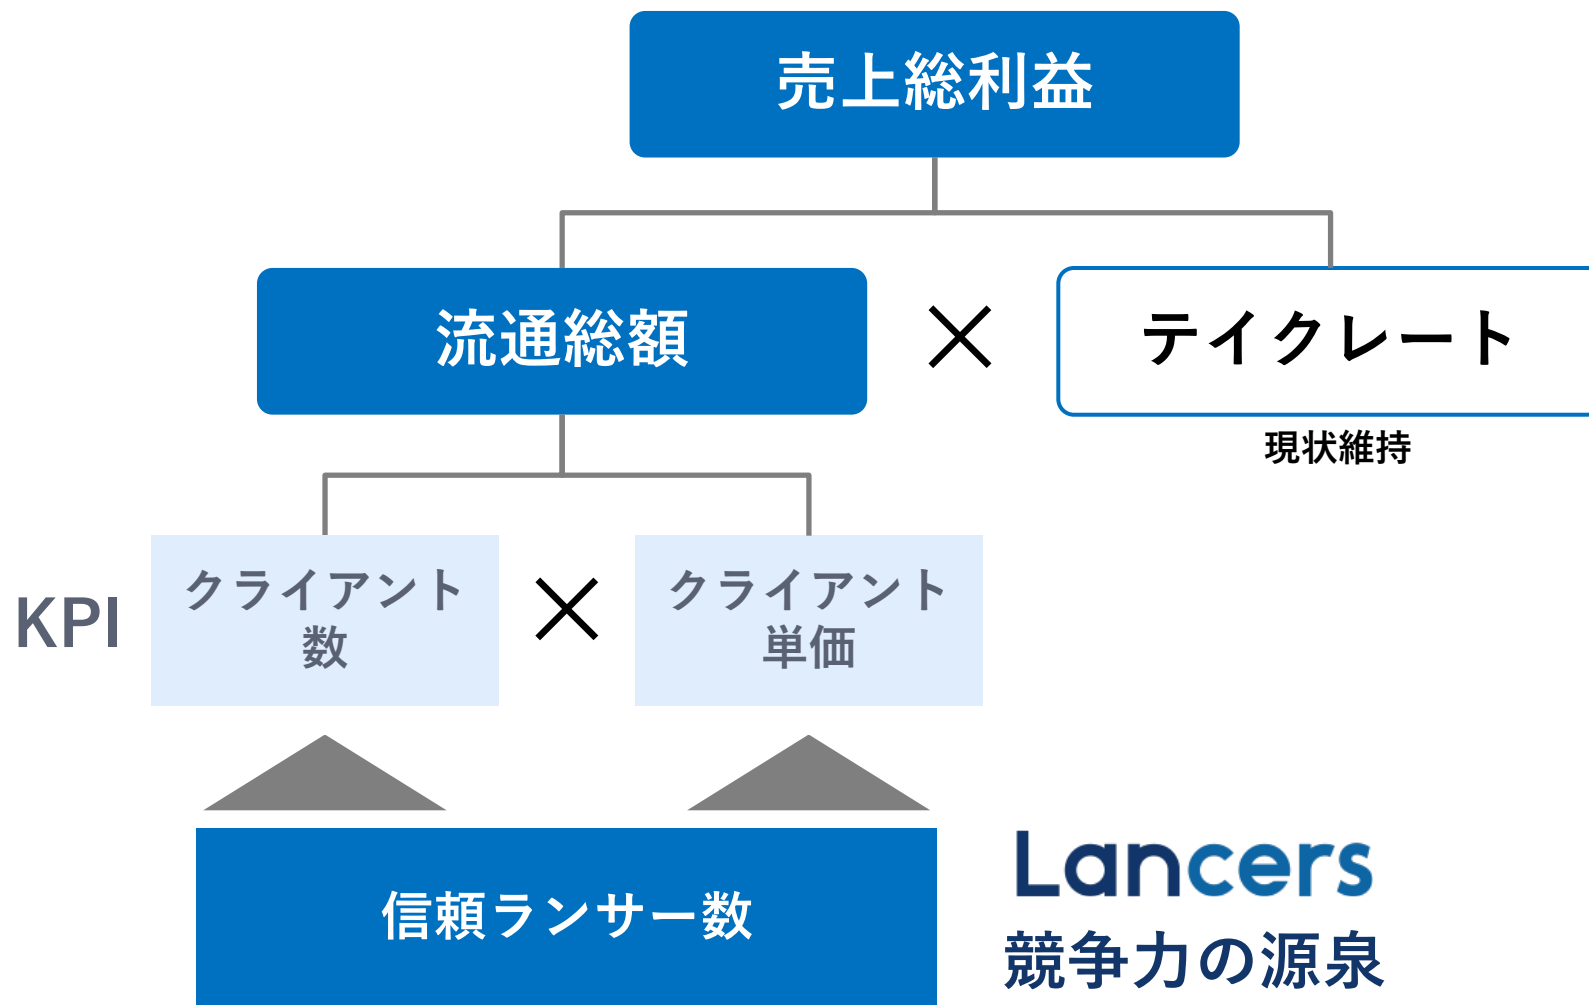 売上総利益
流通総額
テイクレート
現状維持
KPI
クライアント
数
クライアント
単価
信頼ランサー数
Lancers
競争力の源泉